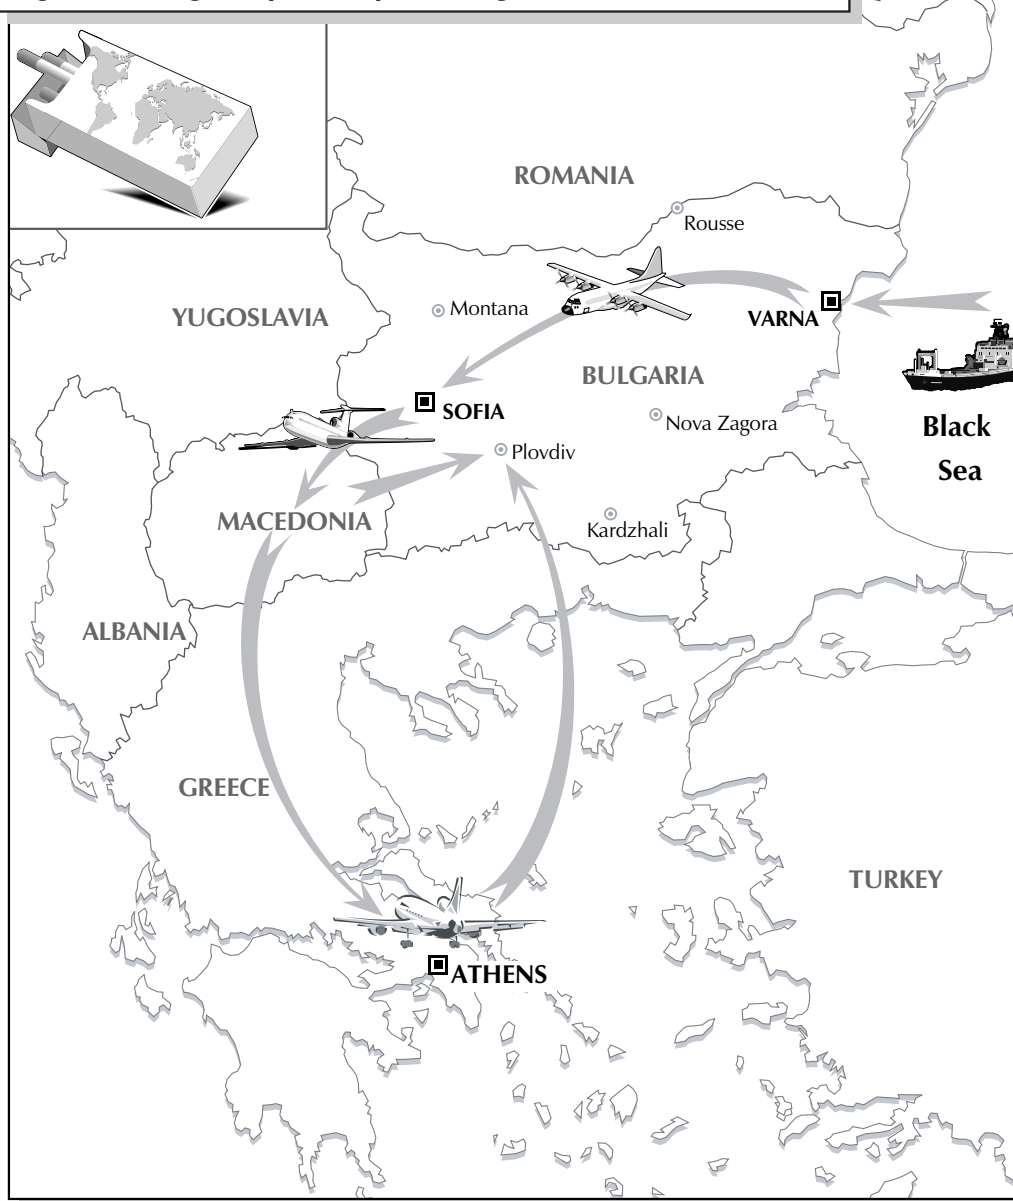 ROMANIA
Rousse
YUGOSLAVIA
Montana
VARNA
BULGARIA
SOFIA
Nova Zagora
Black
Sea
Plovdiv
MACEDONIA
Kardzhali
ALBANIA
GREECE
TURKEY
ATHENS